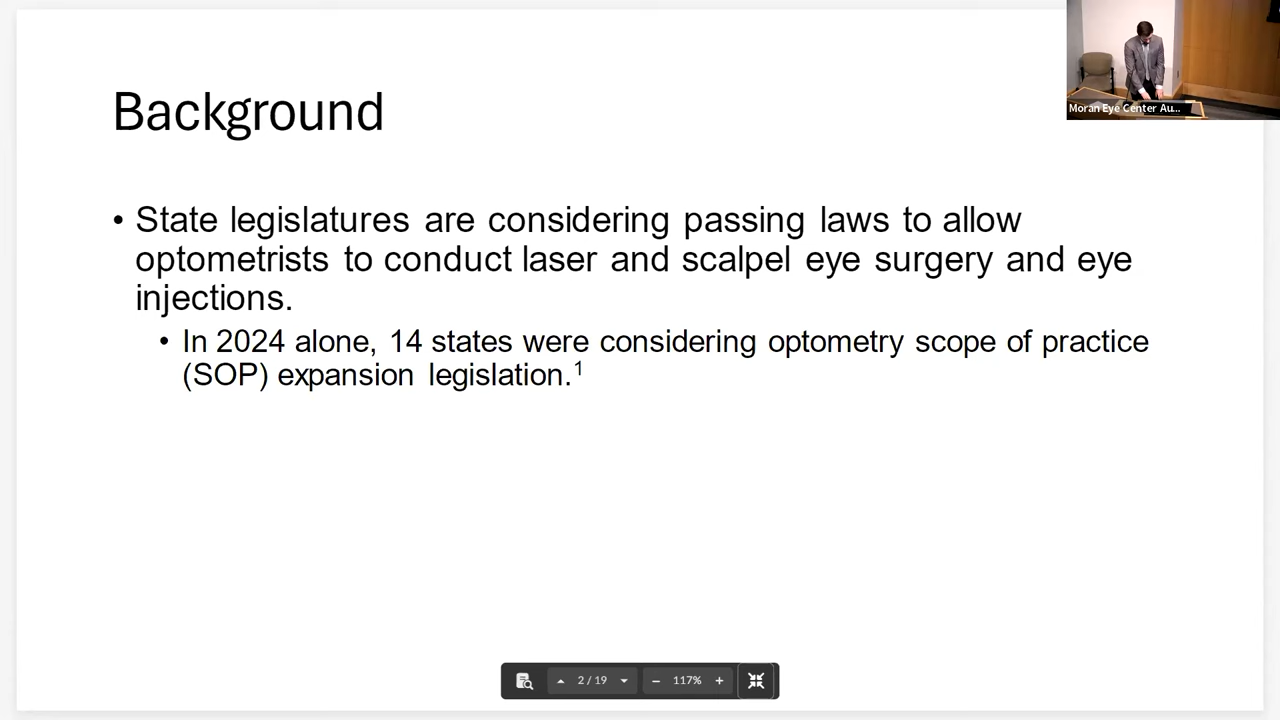 Background
• State legislatures are considering passing laws to allow
optometrists to conduct laser and scalpel eye surgery and eye
injections.
• In 2024 alone, 14 states were considering optometry scope of practice
(SOP) expansion legislation.1
Moran Eye Center Au...
2 / 19
117%